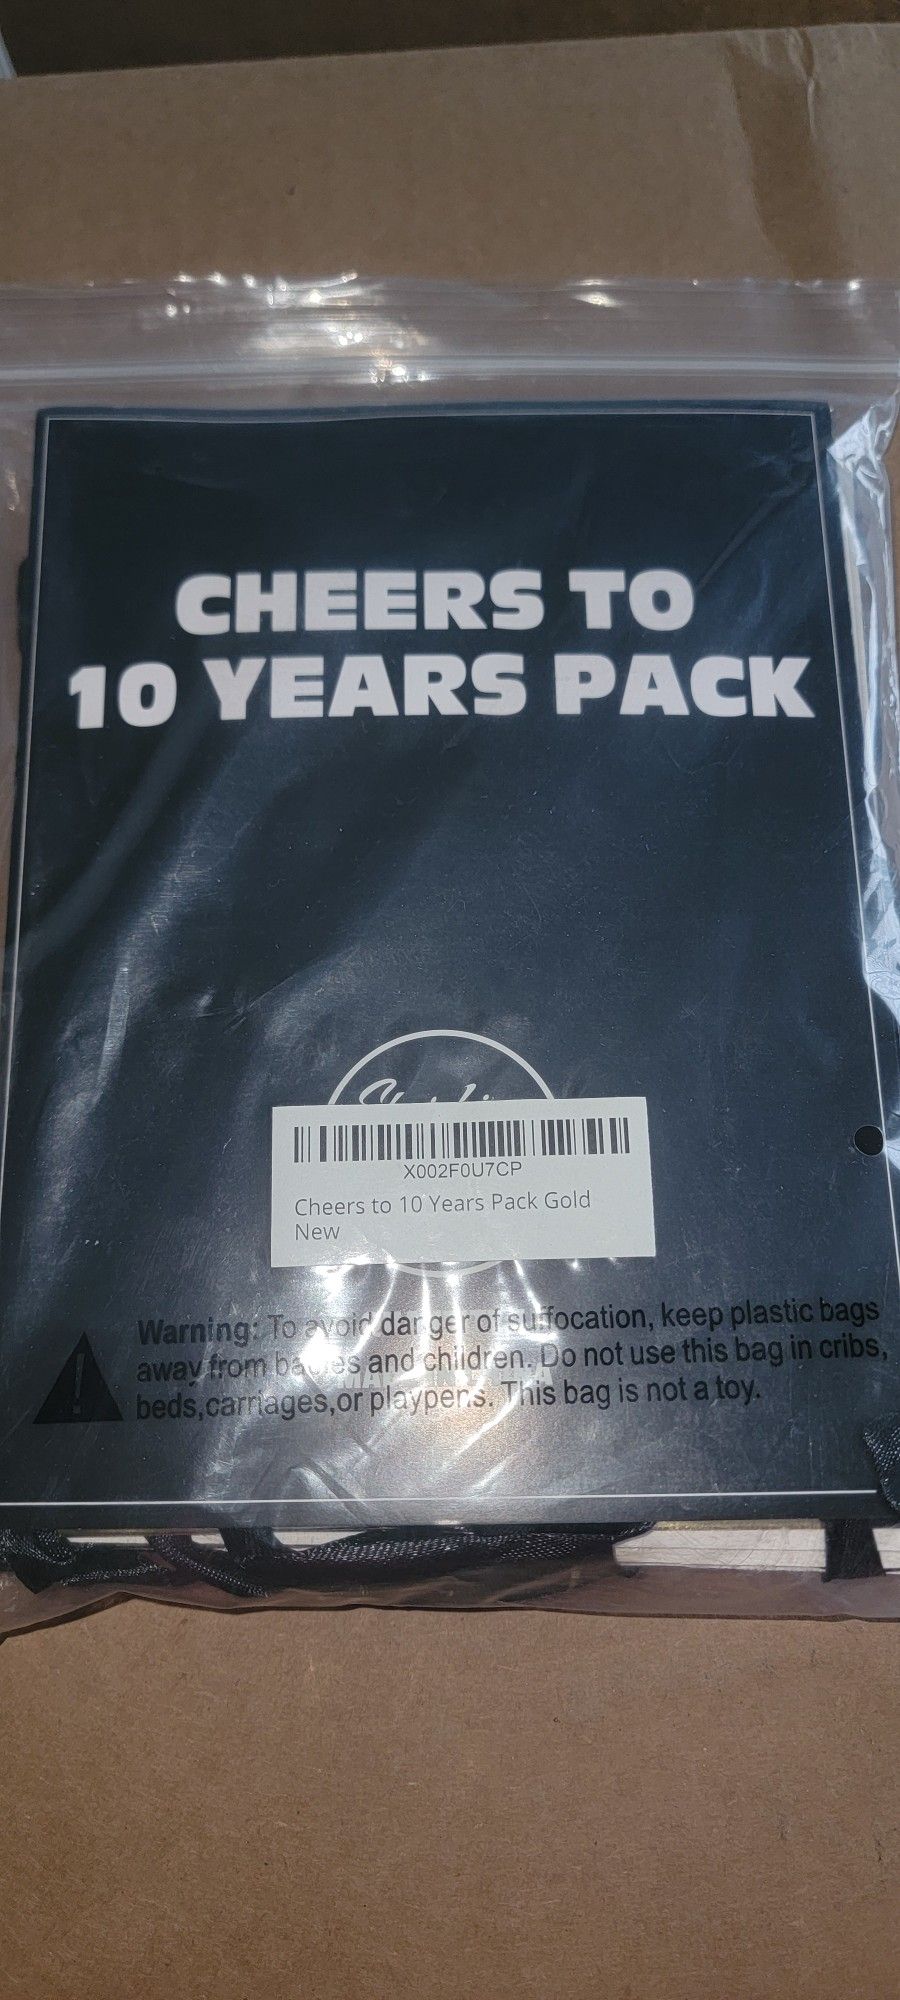 CHEERS TO
10 YEARS PACK
X002F0U7CP
Cheers to 10 Years Pack Gold
New
Warning: To avoid danger of suffocation, keep plastic bags
away from babies and children. Do not use this bag in cribs,
beds,carriages,or playpens. This bag is not a toy.